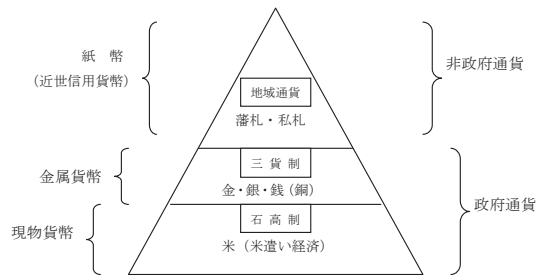 紙　幣
(近世信用貨幣)
非政府通貨
地域通貨
藩札・私札
金属貨幣
三 貨 制
金・銀・銭 (銅)
政府通貨
現物貨幣
石 高 制
米（米遣い経済）